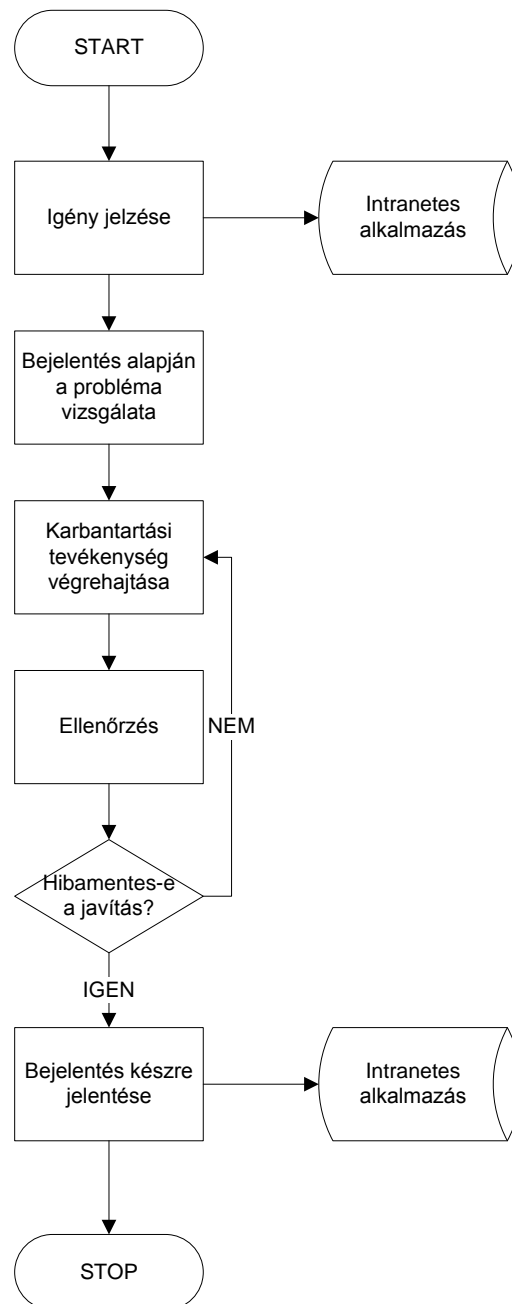 START
Igény jelzése
Intranetes
alkalmazás
Bejelentés alapján
a probléma
vizsgálata
Karbantartási
tevékenység
végrehajtása
Ellenőrzés
NEM
Hibamentes-e
a javítás?
IGEN
Bejelentés készre
jelentése
Intranetes
alkalmazás
STOP